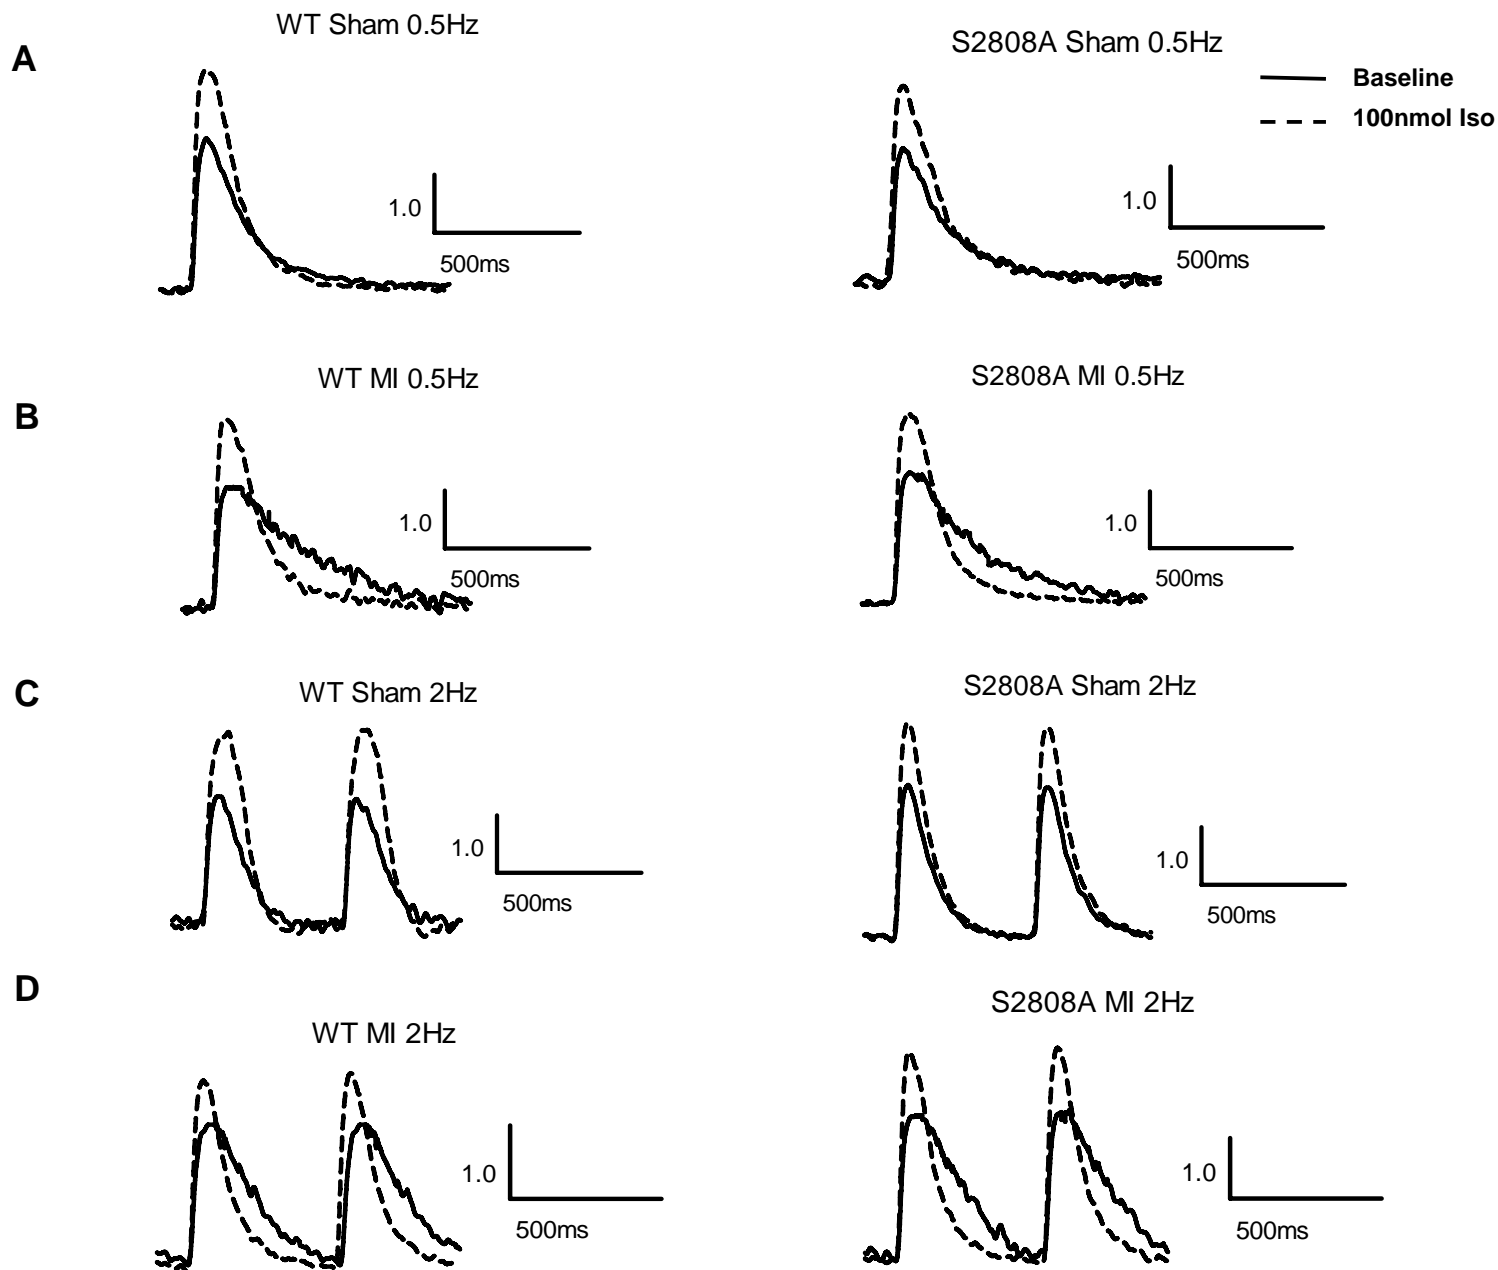 A
WT Sham 0.5Hz
1.0
500ms
S2808A Sham 0.5Hz
Baseline
100nmol Iso
1.0
500ms
B
WT MI 0.5Hz
1.0
500ms
S2808A MI 0.5Hz
1.0
500ms
C
WT Sham 2Hz
1.0
500ms
S2808A Sham 2Hz
1.0
500ms
D
WT MI 2Hz
1.0
500ms
S2808A MI 2Hz
1.0
500ms